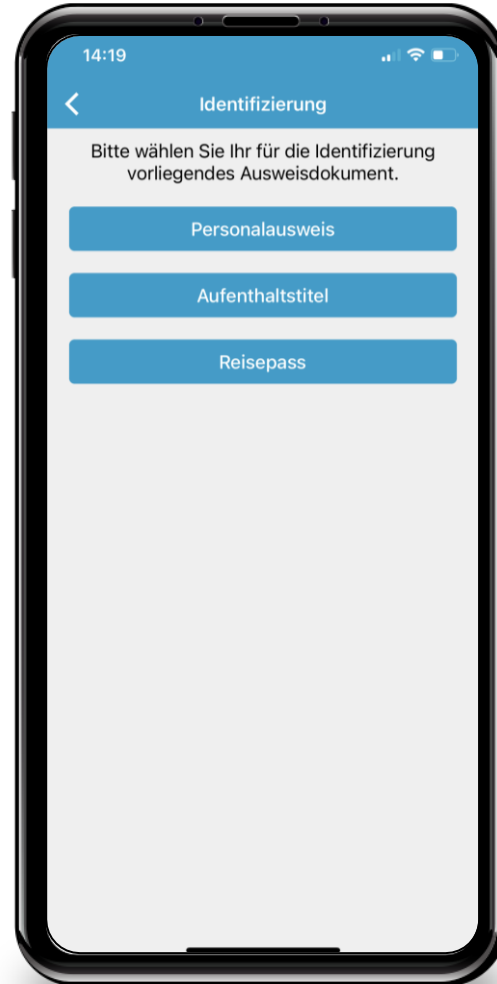 14:19
Identifizierung
Bitte wählen Sie Ihr für die Identifizierung
vorliegendes Ausweisdokument.
Personalausweis
Aufenthaltstitel
Reisepass